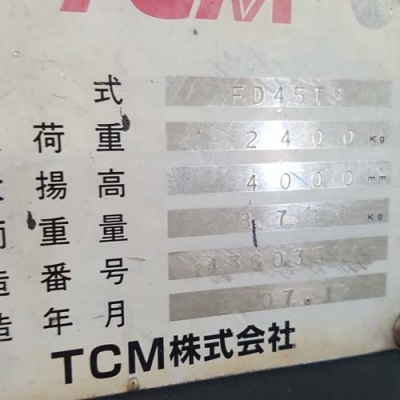 TCM
式 FD45T9
荷重 2400 Kg
揚高 4000 mm
重量 8710 Kg
番号
年月 07.
TCM株式会社